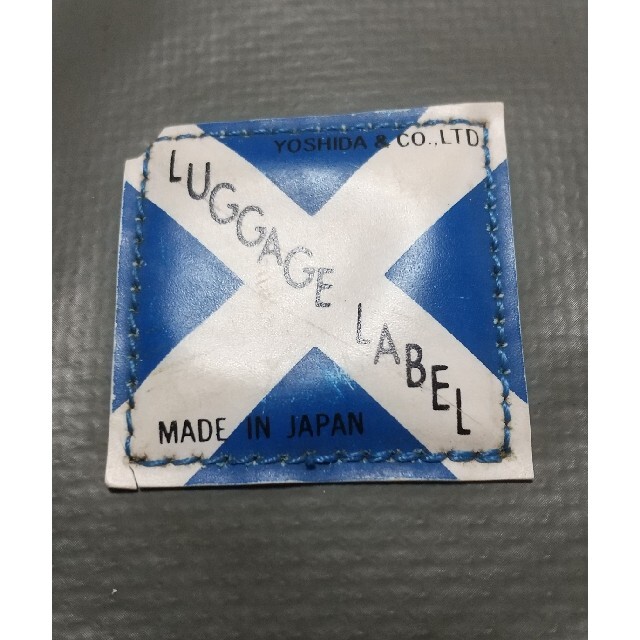 YOSHIDA & CO.,LTD
LUGGAGE LABEL
MADE IN JAPAN